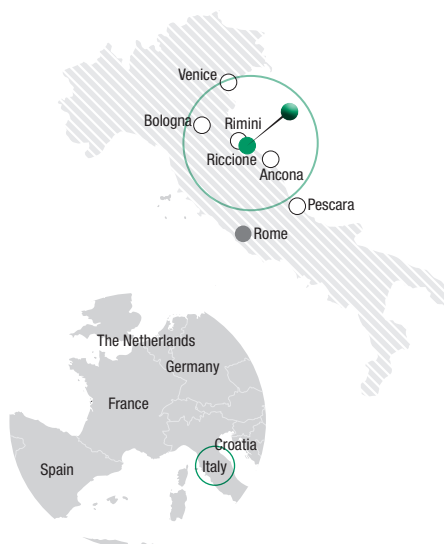 Venice
Bologna
Rimini
Riccione
Ancona
Pescara
Rome
The Netherlands
Germany
France
Croatia
Italy
Spain